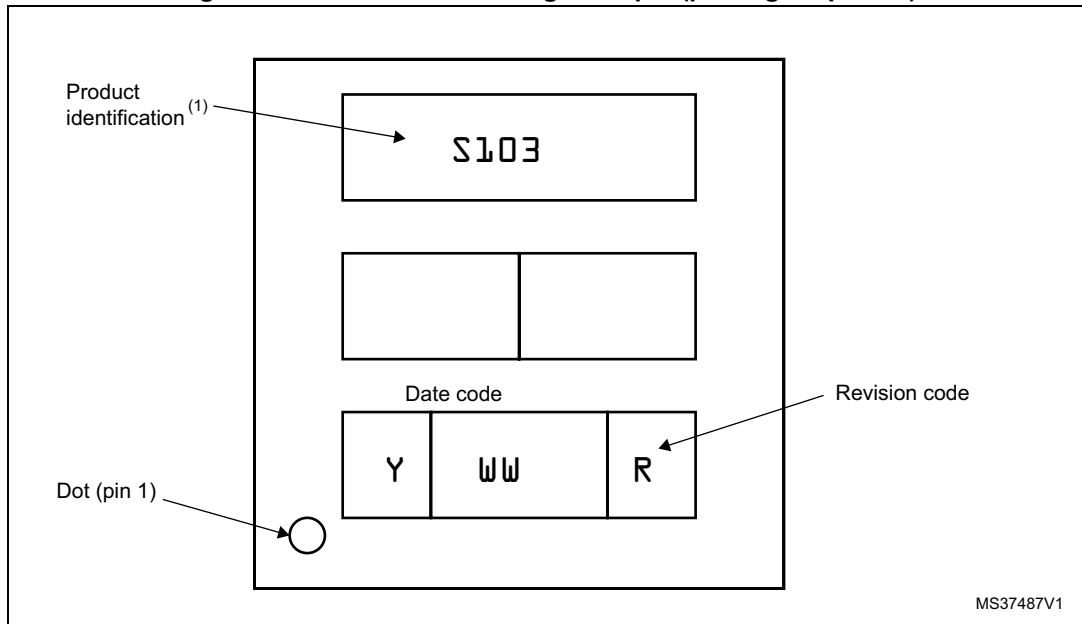 Product
identification (1)
S103
Date code
Revision code
Y WW R
Dot (pin 1)
MS37487V1